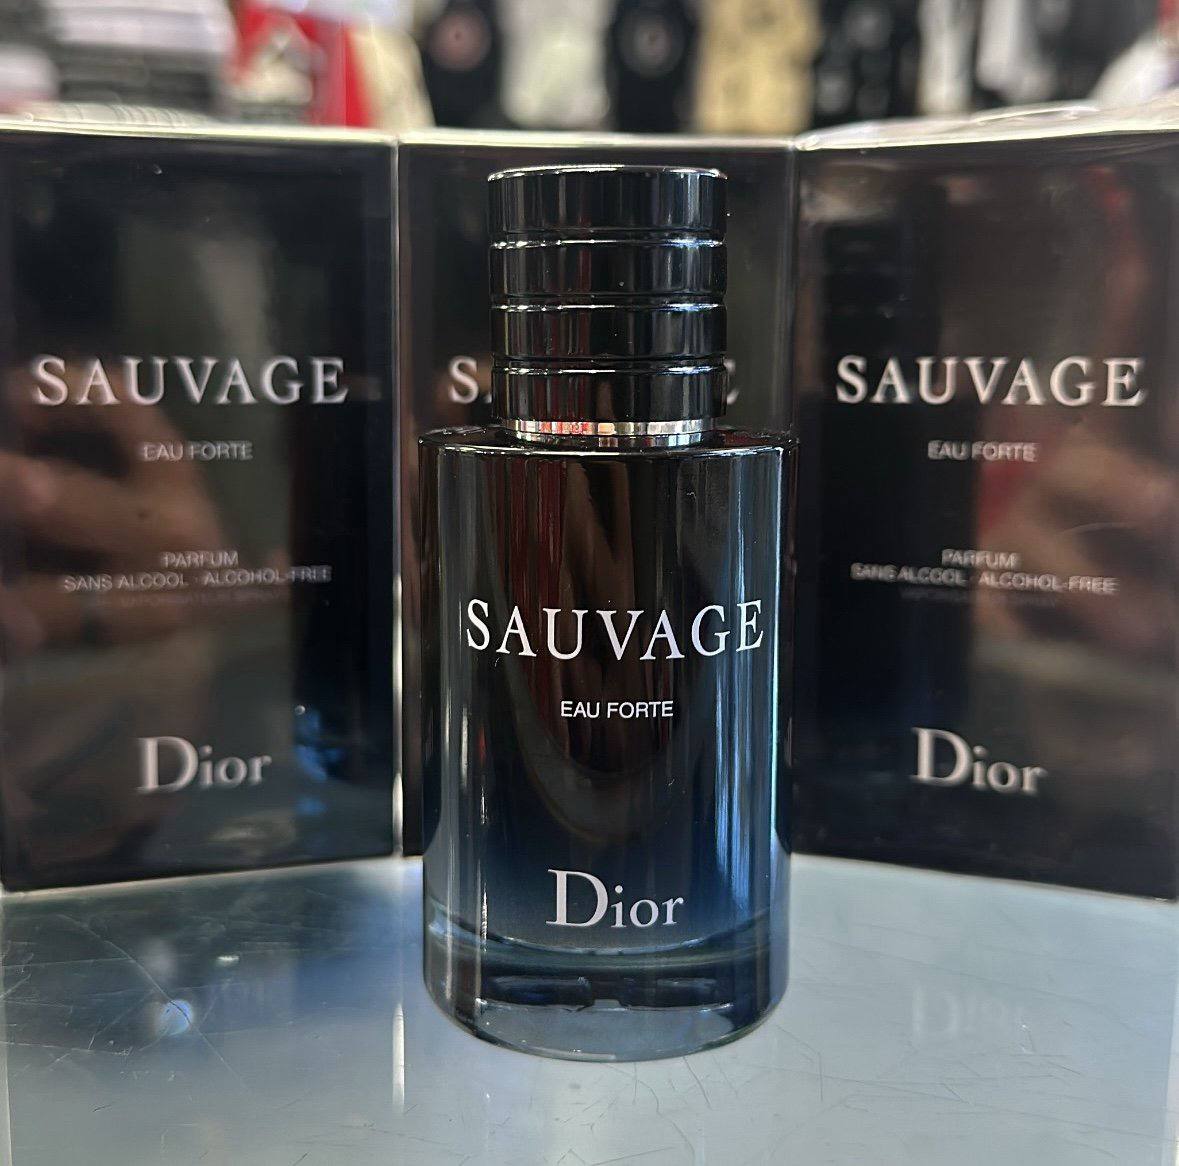 SAUVAGE
EAU FORTE
PARFUM
SANS ALCOOL · ALCOHOL-FREE
Dior
S
E
SAUVAGE
EAU FORTE
PARFUM
SANS ALCOOL · ALCOHOL-FREE
Dior
SAUVAGE
EAU FORTE
Dior